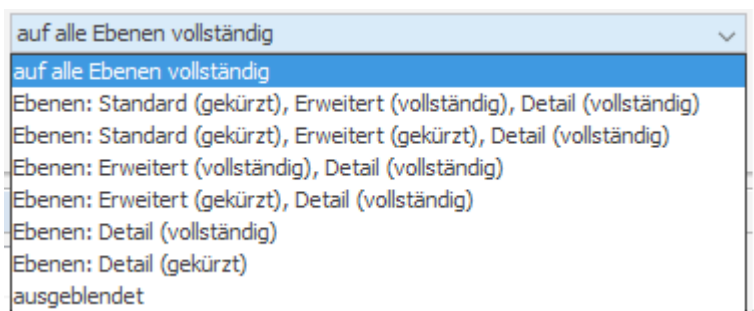 auf alle Ebenen vollständig
auf alle Ebenen vollständig
Ebenen: Standard (gekürzt), Erweitert (vollständig), Detail (vollständig)
Ebenen: Standard (gekürzt), Erweitert (gekürzt), Detail (vollständig)
Ebenen: Erweitert (vollständig), Detail (vollständig)
Ebenen: Erweitert (gekürzt), Detail (vollständig)
Ebenen: Detail (vollständig)
Ebenen: Detail (gekürzt)
ausgeblendet